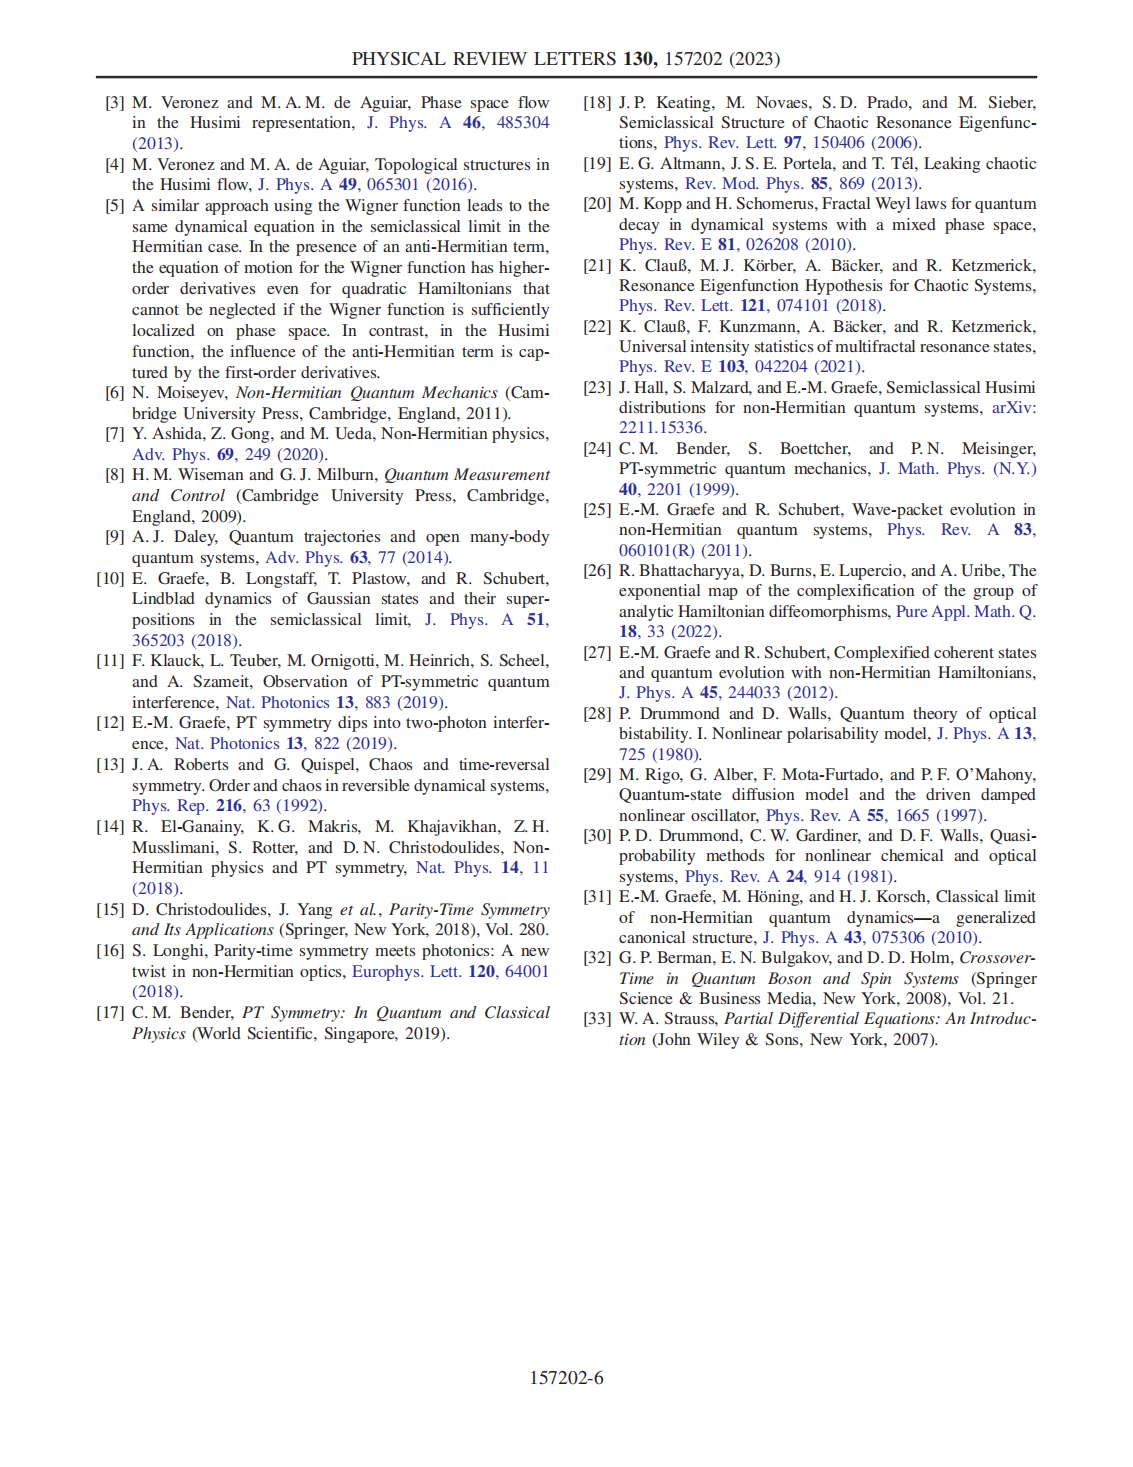 PHYSICAL REVIEW LETTERS 130, 157202 (2023)
[3] M. Veronez and M. A. M. de Aguiar, Phase space flow
in the Husimi representation, J. Phys. A 46, 485304
(2013).
[4] M. Veronez and M. A. de Aguiar, Topological structures in
the Husimi flow, J. Phys. A 49, 065301 (2016).
[5] A similar approach using the Wigner function leads to the
same dynamical equation in the semiclassical limit in the
Hermitian case. In the presence of an anti-Hermitian term,
the equation of motion for the Wigner function has higher-
order derivatives even for quadratic Hamiltonians that
cannot be neglected if the Wigner function is sufficiently
localized on phase space. In contrast, in the Husimi
function, the influence of the anti-Hermitian term is cap-
tured by the first-order derivatives.
[6] N. Moiseyev, Non-Hermitian Quantum Mechanics (Cam-
bridge University Press, Cambridge, England, 2011).
[7] Y. Ashida, Z. Gong, and M. Ueda, Non-Hermitian physics,
Adv. Phys. 69, 249 (2020).
[8] H. M. Wiseman and G. J. Milburn, Quantum Measurement
and Control (Cambridge University Press, Cambridge,
England, 2009).
[9] A. J. Daley, Quantum trajectories and open many-body
quantum systems, Adv. Phys. 63, 77 (2014).
[10] E. Graefe, B. Longstaff, T. Plastow, and R. Schubert,
Lindblad dynamics of Gaussian states and their super-
positions in the semiclassical limit, J. Phys. A 51,
365203 (2018).
[11] F. Klauck, L. Teuber, M. Ornigotti, M. Heinrich, S. Scheel,
and A. Szameit, Observation of PT-symmetric quantum
interference, Nat. Photonics 13, 883 (2019).
[12] E.-M. Graefe, PT symmetry dips into two-photon interfer-
ence, Nat. Photonics 13, 822 (2019).
[13] J. A. Roberts and G. Quispel, Chaos and time-reversal
symmetry. Order and chaos in reversible dynamical systems,
Phys. Rep. 216, 63 (1992).
[14] R. El-Ganainy, K. G. Makris, M. Khajavikhan, Z. H.
Musslimani, S. Rotter, and D. N. Christodoulides, Non-
Hermitian physics and PT symmetry, Nat. Phys. 14, 11
(2018).
[15] D. Christodoulides, J. Yang et al., Parity-Time Symmetry
and Its Applications (Springer, New York, 2018), Vol. 280.
[16] S. Longhi, Parity-time symmetry meets photonics: A new
twist in non-Hermitian optics, Europhys. Lett. 120, 64001
(2018).
[17] C. M. Bender, PT Symmetry: In Quantum and Classical
Physics (World Scientific, Singapore, 2019).
[18] J. P. Keating, M. Novaes, S. D. Prado, and M. Sieber,
Semiclassical Structure of Chaotic Resonance Eigenfunc-
tions, Phys. Rev. Lett. 97, 150406 (2006).
[19] E. G. Altmann, J. S. E. Portela, and T. Tél, Leaking chaotic
systems, Rev. Mod. Phys. 85, 869 (2013).
[20] M. Kopp and H. Schomerus, Fractal Weyl laws for quantum
decay in dynamical systems with a mixed phase space,
Phys. Rev. E 81, 026208 (2010).
[21] K. Clauß, M. J. Körber, A. Bäcker, and R. Ketzmerick,
Resonance Eigenfunction Hypothesis for Chaotic Systems,
Phys. Rev. Lett. 121, 074101 (2018).
[22] K. Clauß, F. Kunzmann, A. Bäcker, and R. Ketzmerick,
Universal intensity statistics of multifractal resonance states,
Phys. Rev. E 103, 042204 (2021).
[23] J. Hall, S. Malzard, and E.-M. Graefe, Semiclassical Husimi
distributions for non-Hermitian quantum systems, arXiv:
2211.15336.
[24] C. M. Bender, S. Boettcher, and P. N. Meisinger,
PT-symmetric quantum mechanics, J. Math. Phys. (N.Y.)
40, 2201 (1999).
[25] E.-M. Graefe and R. Schubert, Wave-packet evolution in
non-Hermitian quantum systems, Phys. Rev. A 83,
060101(R) (2011).
[26] R. Bhattacharyya, D. Burns, E. Lupercio, and A. Uribe, The
exponential map of the complexification of the group of
analytic Hamiltonian diffeomorphisms, Pure Appl. Math. Q.
18, 33 (2022).
[27] E.-M. Graefe and R. Schubert, Complexified coherent states
and quantum evolution with non-Hermitian Hamiltonians,
J. Phys. A 45, 244033 (2012).
[28] P. Drummond and D. Walls, Quantum theory of optical
bistability. I. Nonlinear polarisability model, J. Phys. A 13,
725 (1980).
[29] M. Rigo, G. Alber, F. Mota-Furtado, and P. F. O'Mahony,
Quantum-state diffusion model and the driven damped
nonlinear oscillator, Phys. Rev. A 55, 1665 (1997).
[30] P. D. Drummond, C. W. Gardiner, and D. F. Walls, Quasi-
probability methods for nonlinear chemical and optical
systems, Phys. Rev. A 24, 914 (1981).
[31] E.-M. Graefe, M. Höning, and H. J. Korsch, Classical limit
of non-Hermitian quantum dynamics—a generalized
canonical structure, J. Phys. A 43, 075306 (2010).
[32] G. P. Berman, E. N. Bulgakov, and D. D. Holm, Crossover-
Time in Quantum Boson and Spin Systems (Springer
Science & Business Media, New York, 2008), Vol. 21.
[33] W. A. Strauss, Partial Differential Equations: An Introduc-
tion (John Wiley & Sons, New York, 2007).
157202-6